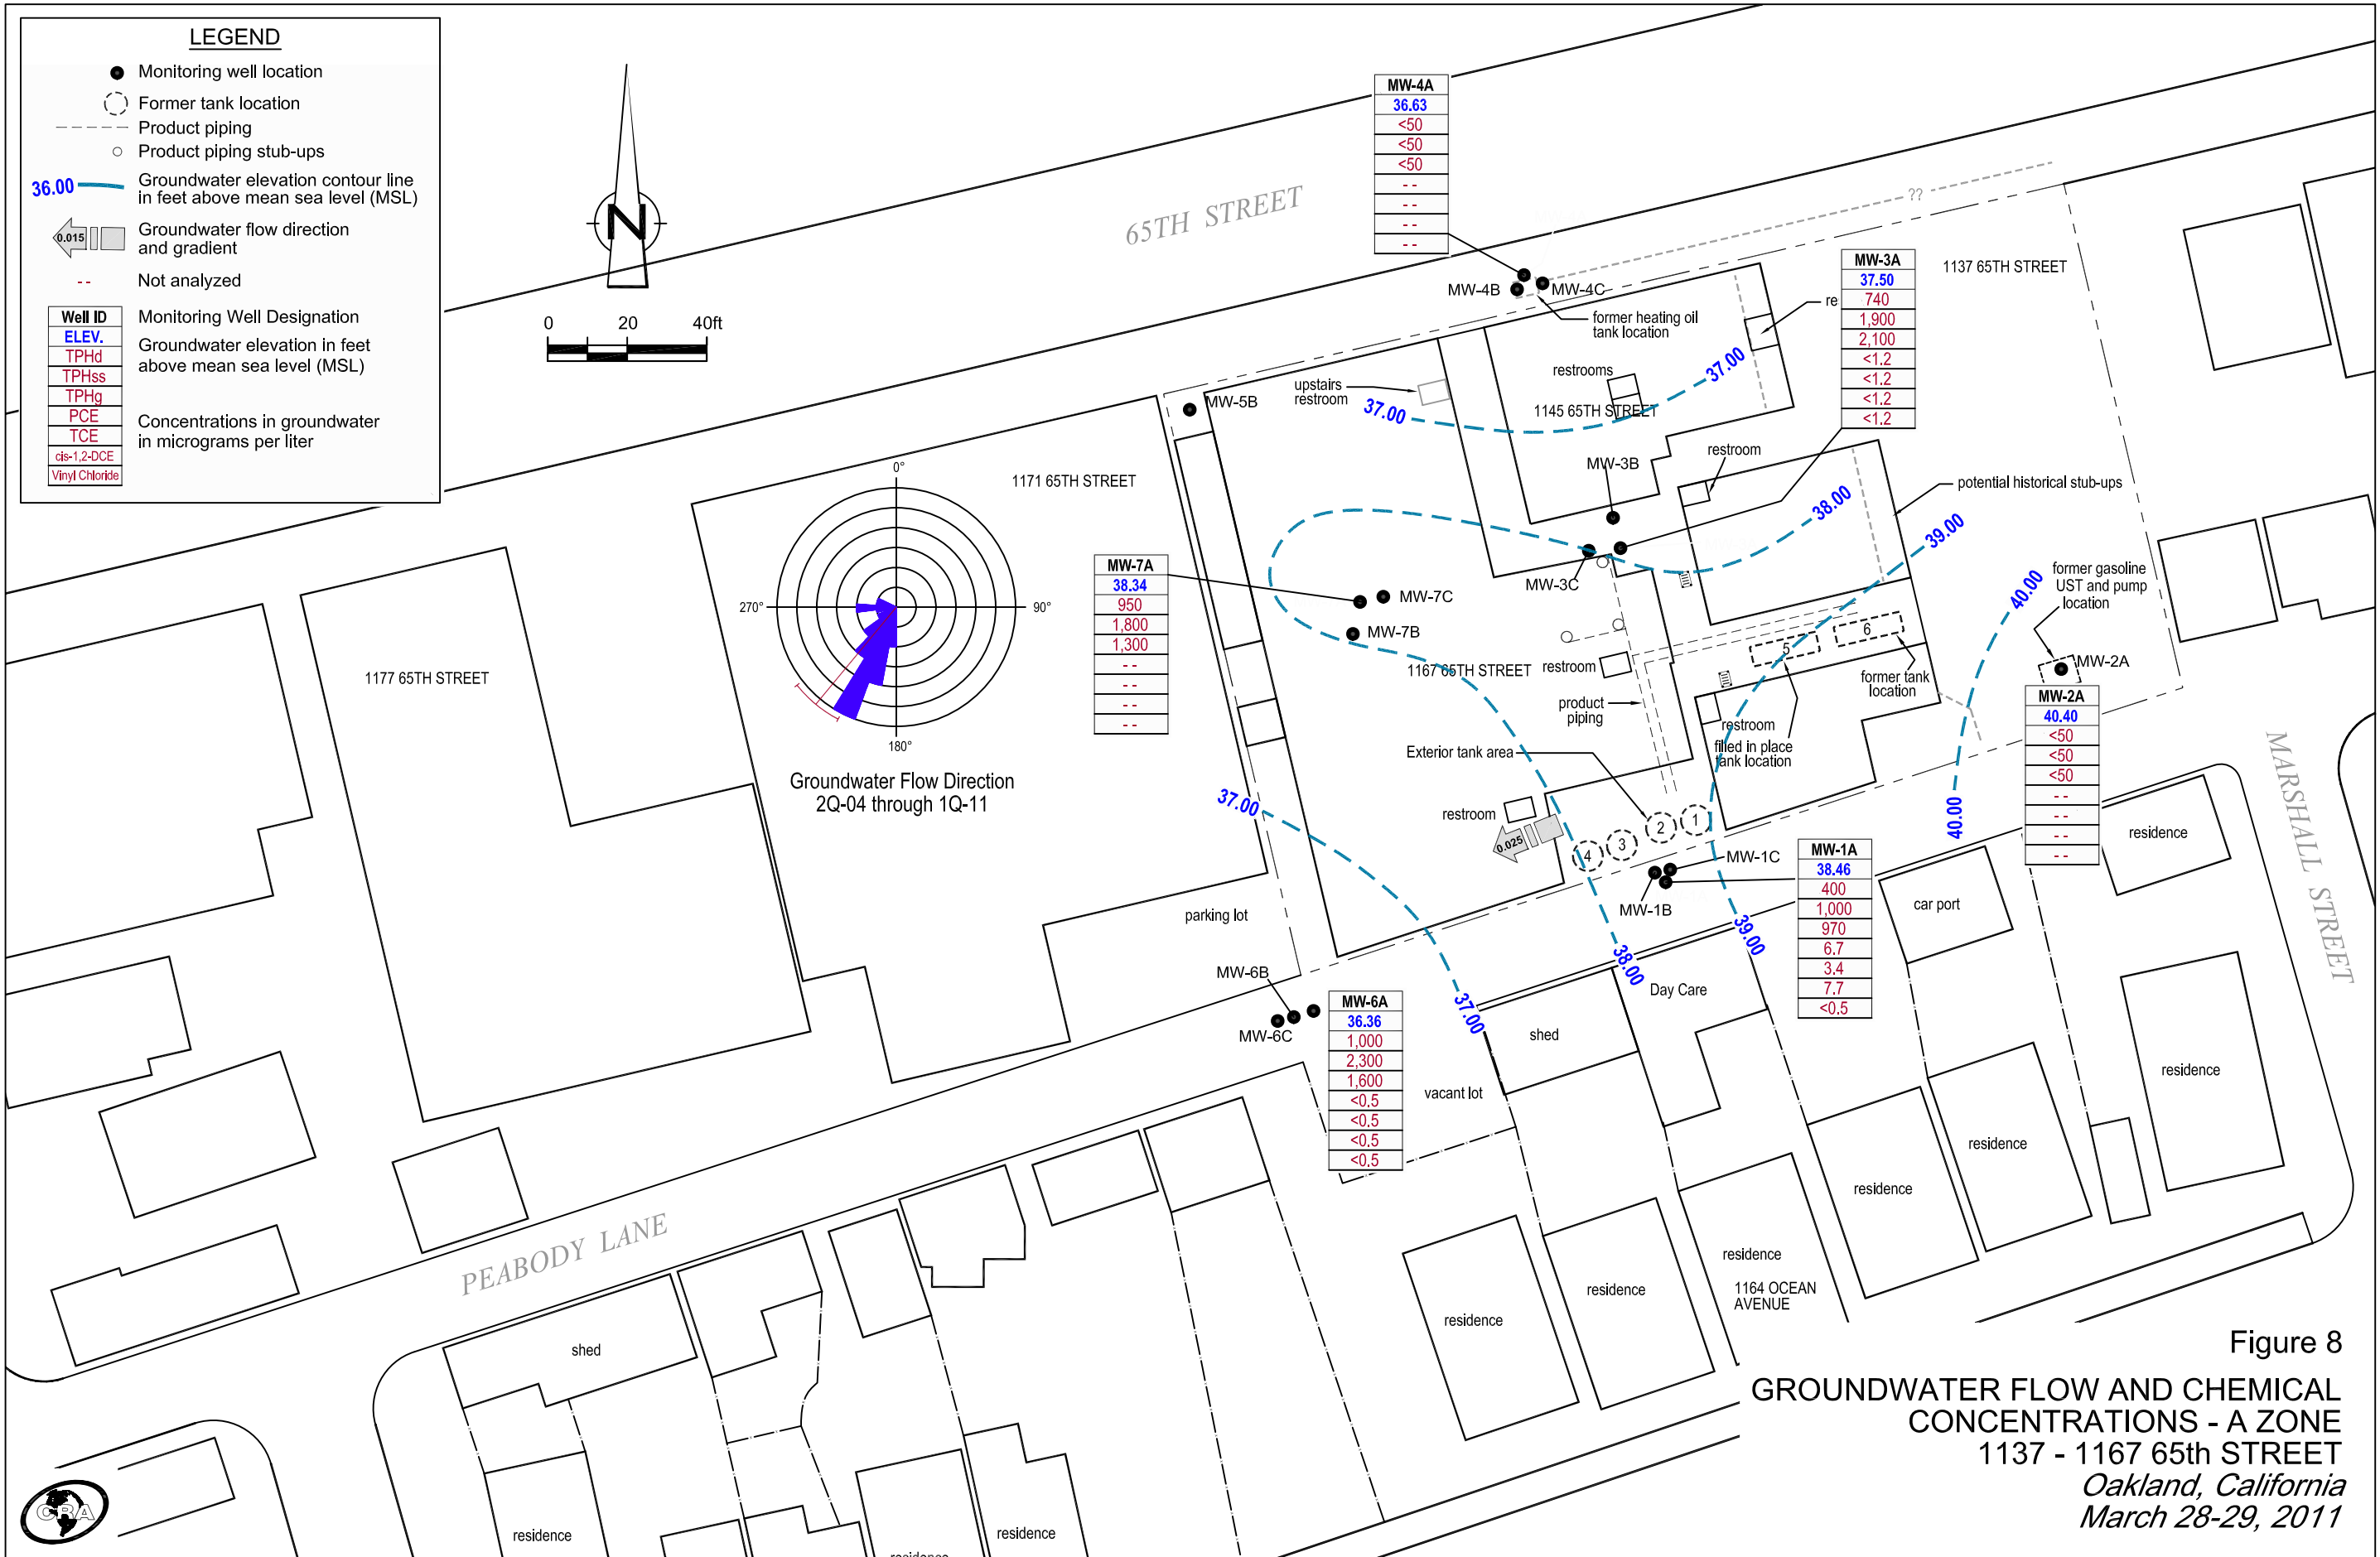 LEGEND
Monitoring well location
Former tank location
Product piping
Product piping stub-ups
36.00
Groundwater elevation contour line
in feet above mean sea level (MSL)
0.015
Groundwater flow direction
and gradient
- -
Not analyzed
Well ID
Monitoring Well Designation
ELEV.
Groundwater elevation in feet
above mean sea level (MSL)
TPHd
TPHss
TPHg
PCE
TCE
cis-1,2-DCE
Vinyl Chloride
Concentrations in groundwater
in micrograms per liter
N
0 20 40ft
65TH STREET
MW-4A
36.63
<50
<50
<50
- -
- -
- -
- -
MW-4B
MW-4C
former heating oil
tank location
??
1137 65TH STREET
MW-3A
37.50
740
1,900
2,100
<1.2
<1.2
<1.2
<1.2
re
restrooms
37.00
1145 65TH STREET
upstairs
restroom
37.00
MW-5B
1171 65TH STREET
MW-3B
restroom
potential historical stub-ups
38.00
39.00
MW-3C
MW-7A
38.34
950
1,800
1,300
- -
- -
- -
- -
MW-7C
MW-7B
0°
90°
180°
270°
Groundwater Flow Direction
2Q-04 through 1Q-11
1177 65TH STREET
1167 65TH STREET
restroom
product
piping
5
6
former tank
location
restroom
filled in place
tank location
40.00
former gasoline
UST and pump
location
MW-2A
MW-2A
40.40
<50
<50
<50
- -
- -
- -
- -
40.00
Exterior tank area
restroom
0.025
1
2
3
4
37.00
MW-1C
MW-1B
MW-1A
38.46
400
1,000
970
6.7
3.4
7.7
<0.5
39.00
38.00
37.00
parking lot
MW-6B
MW-6C
MW-6A
36.36
1,000
2,300
1,600
<0.5
<0.5
<0.5
<0.5
shed
Day Care
vacant lot
car port
residence
MARSHALL STREET
residence
residence
residence
residence
1164 OCEAN
AVENUE
residence
residence
PEABODY LANE
shed
residence
residence
residence
CRA
Figure 8
GROUNDWATER FLOW AND CHEMICAL
CONCENTRATIONS - A ZONE
1137 - 1167 65th STREET
Oakland, California
March 28-29, 2011